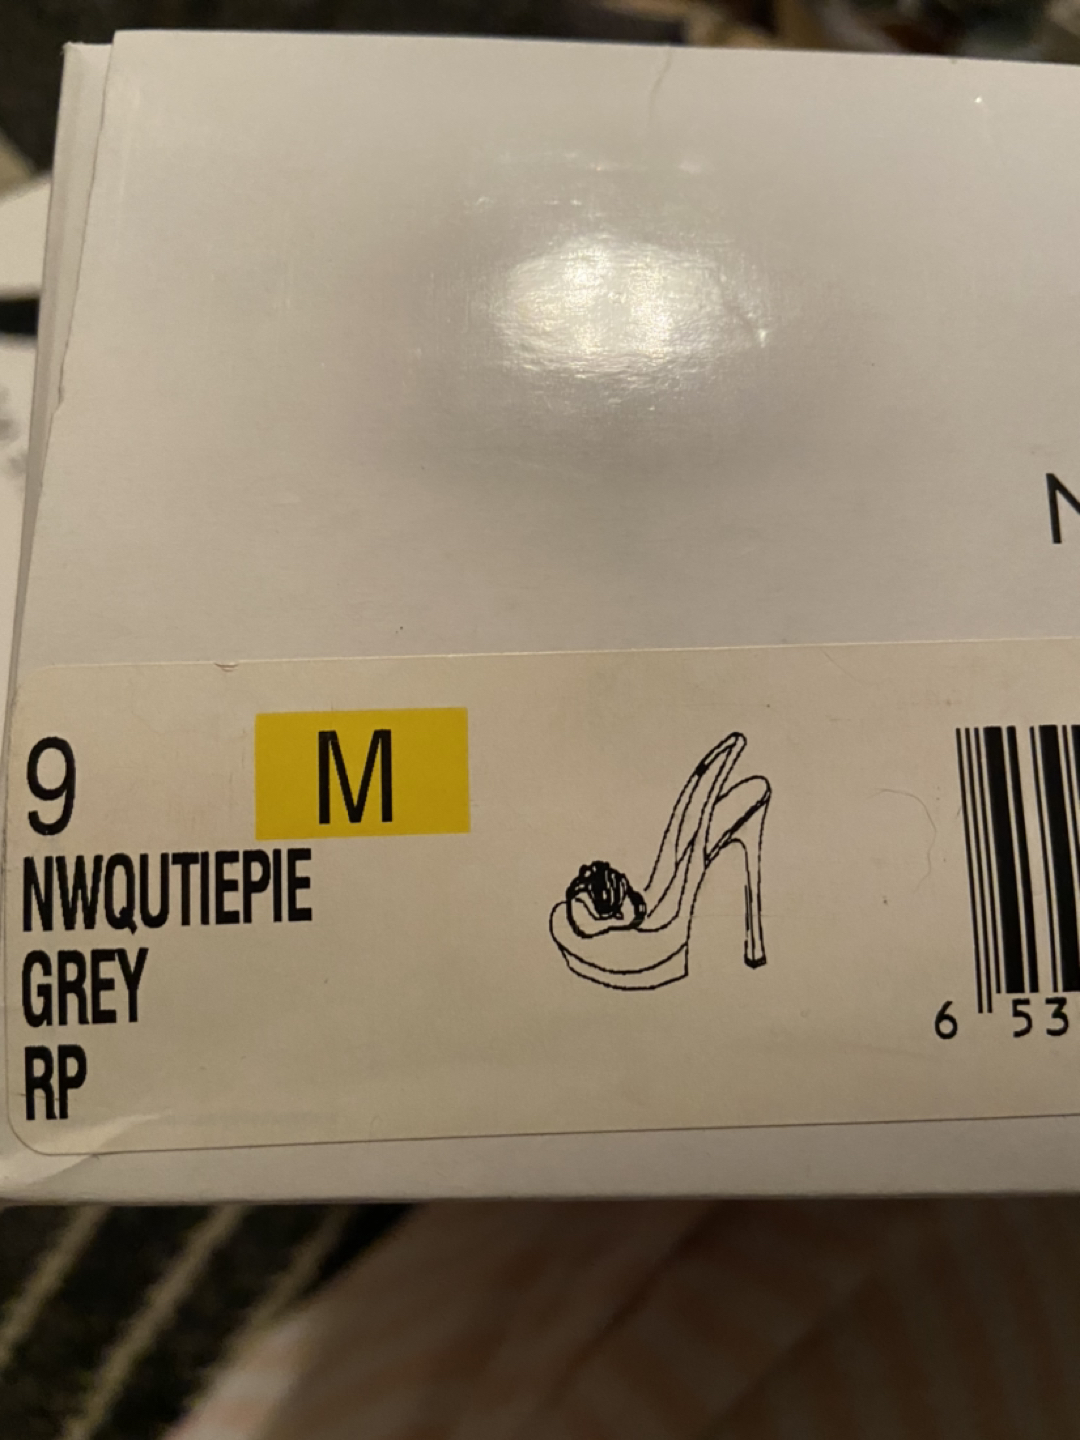 N
9 M
NWQUTIEPIE
GREY
RP
6 53